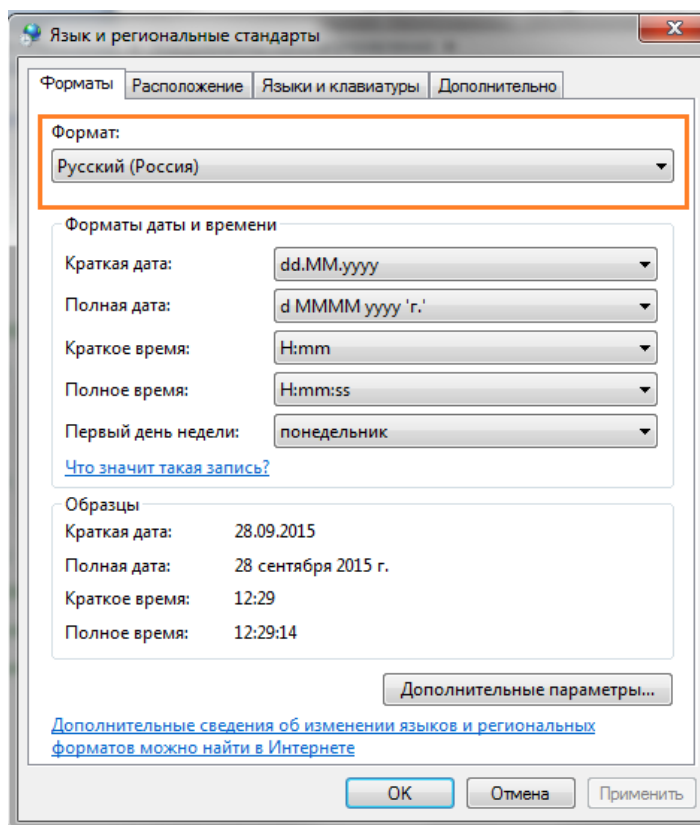 Язык и региональные стандарты
Форматы Расположение Языки и клавиатуры Дополнительно
Формат:
Русский (Россия)
Форматы даты и времени
Краткая дата: dd.MM.yyyy
Полная дата: d MMMM yyyy 'г.'
Краткое время: H:mm
Полное время: H:mm:ss
Первый день недели: понедельник
Что значит такая запись?
Образцы
Краткая дата: 28.09.2015
Полная дата: 28 сентября 2015 г.
Краткое время: 12:29
Полное время: 12:29:14
Дополнительные параметры...
Дополнительные сведения об изменении языков и региональных
форматов можно найти в Интернете
OK Отмена Применить